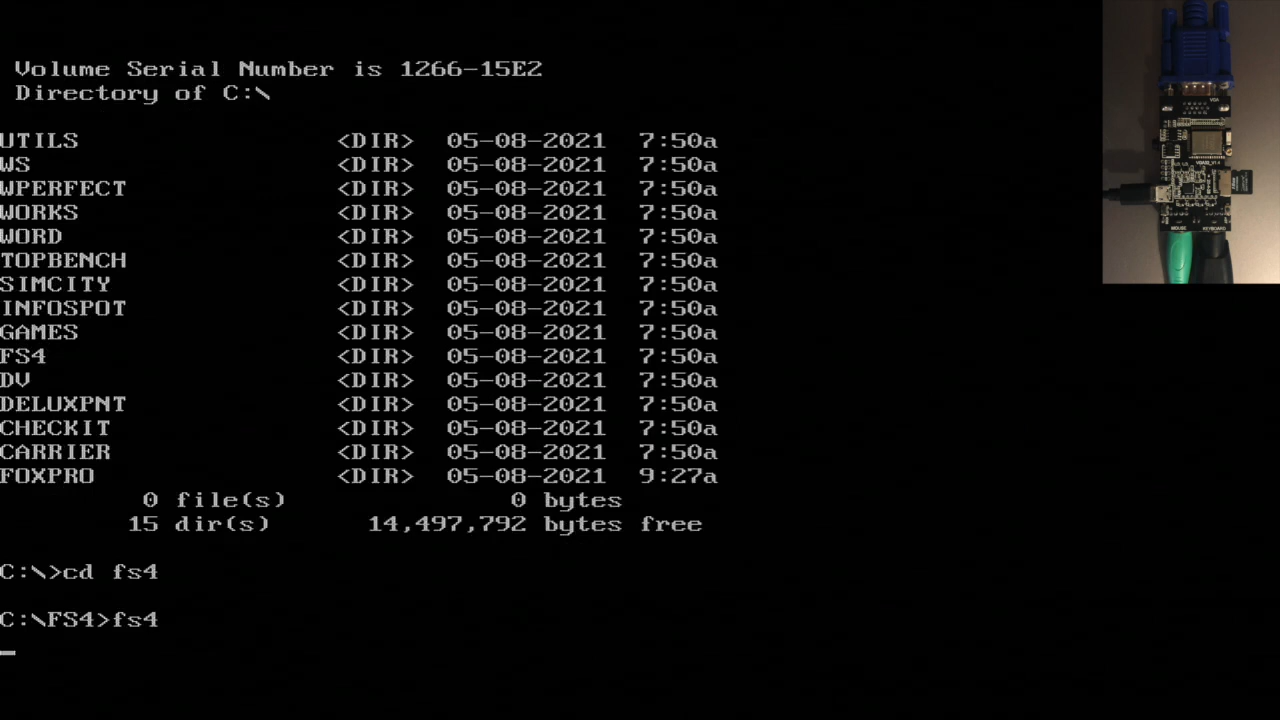 Volume Serial Number is 1266-15E2
Directory of C:\
UTILS <DIR> 05-08-2021 7:50a
WS <DIR> 05-08-2021 7:50a
WPERFECT <DIR> 05-08-2021 7:50a
WORKS <DIR> 05-08-2021 7:50a
WORD <DIR> 05-08-2021 7:50a
TOPBENCH <DIR> 05-08-2021 7:50a
SIMCITY <DIR> 05-08-2021 7:50a
INFOSPOT <DIR> 05-08-2021 7:50a
GAMES <DIR> 05-08-2021 7:50a
FS4 <DIR> 05-08-2021 7:50a
DV <DIR> 05-08-2021 7:50a
DELUXPNT <DIR> 05-08-2021 7:50a
CHECKIT <DIR> 05-08-2021 7:50a
CARRIER <DIR> 05-08-2021 7:50a
FOXPRO <DIR> 05-08-2021 9:27a
0 file(s) 0 bytes
15 dir(s) 14,497,792 bytes free
C:\>cd fs4
C:\FS4>fs4
VGA
MOUSE KEYBOARD